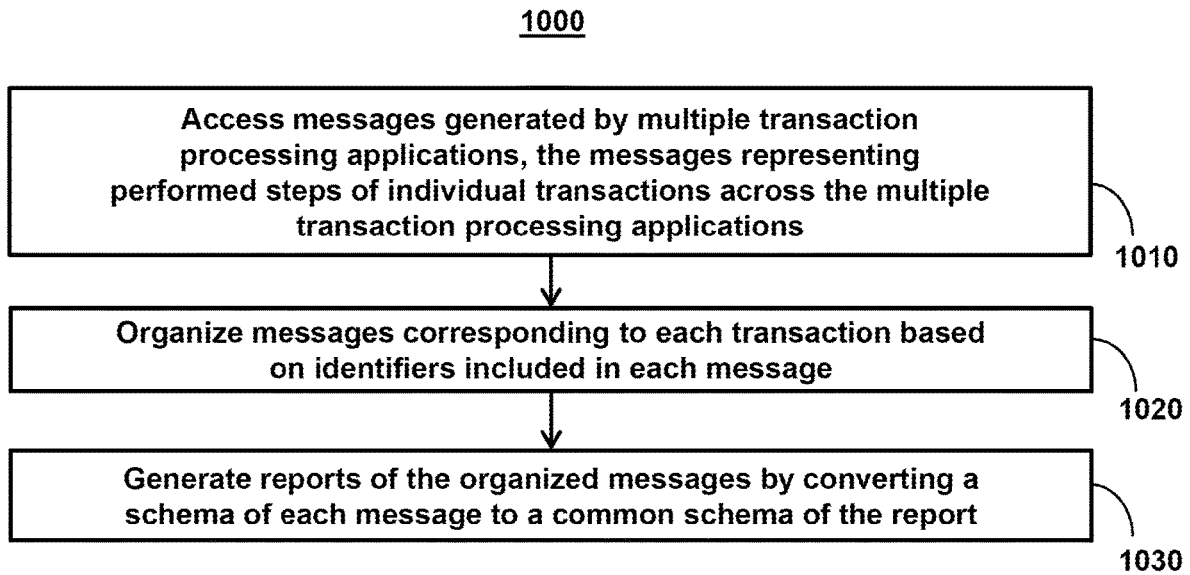 1000
Access messages generated by multiple transaction
processing applications, the messages representing
performed steps of individual transactions across the multiple
transaction processing applications
1010
Organize messages corresponding to each transaction based
on identifiers included in each message
1020
Generate reports of the organized messages by converting a
schema of each message to a common schema of the report
1030